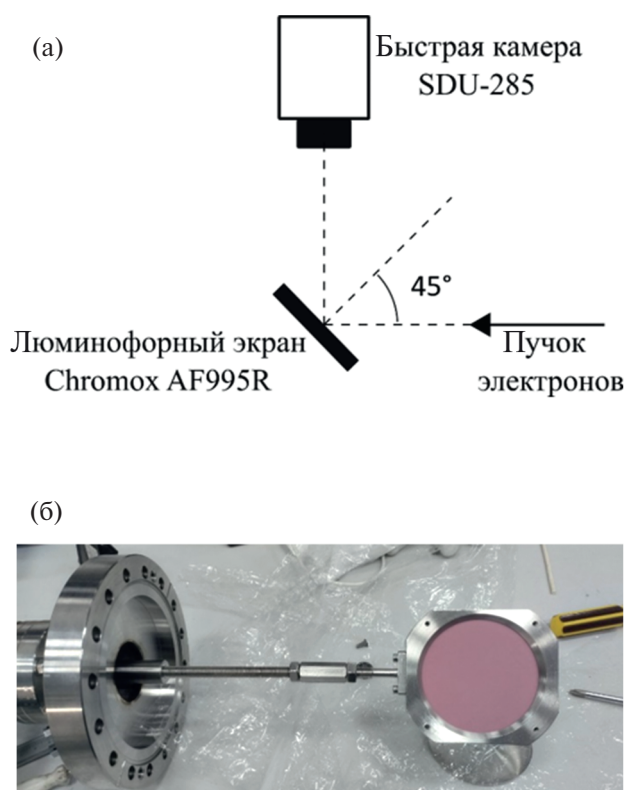 (а)
Быстрая камера
SDU-285
45°
Люминофорный экран
Chromox AF995R
Пучок
электронов
(б)